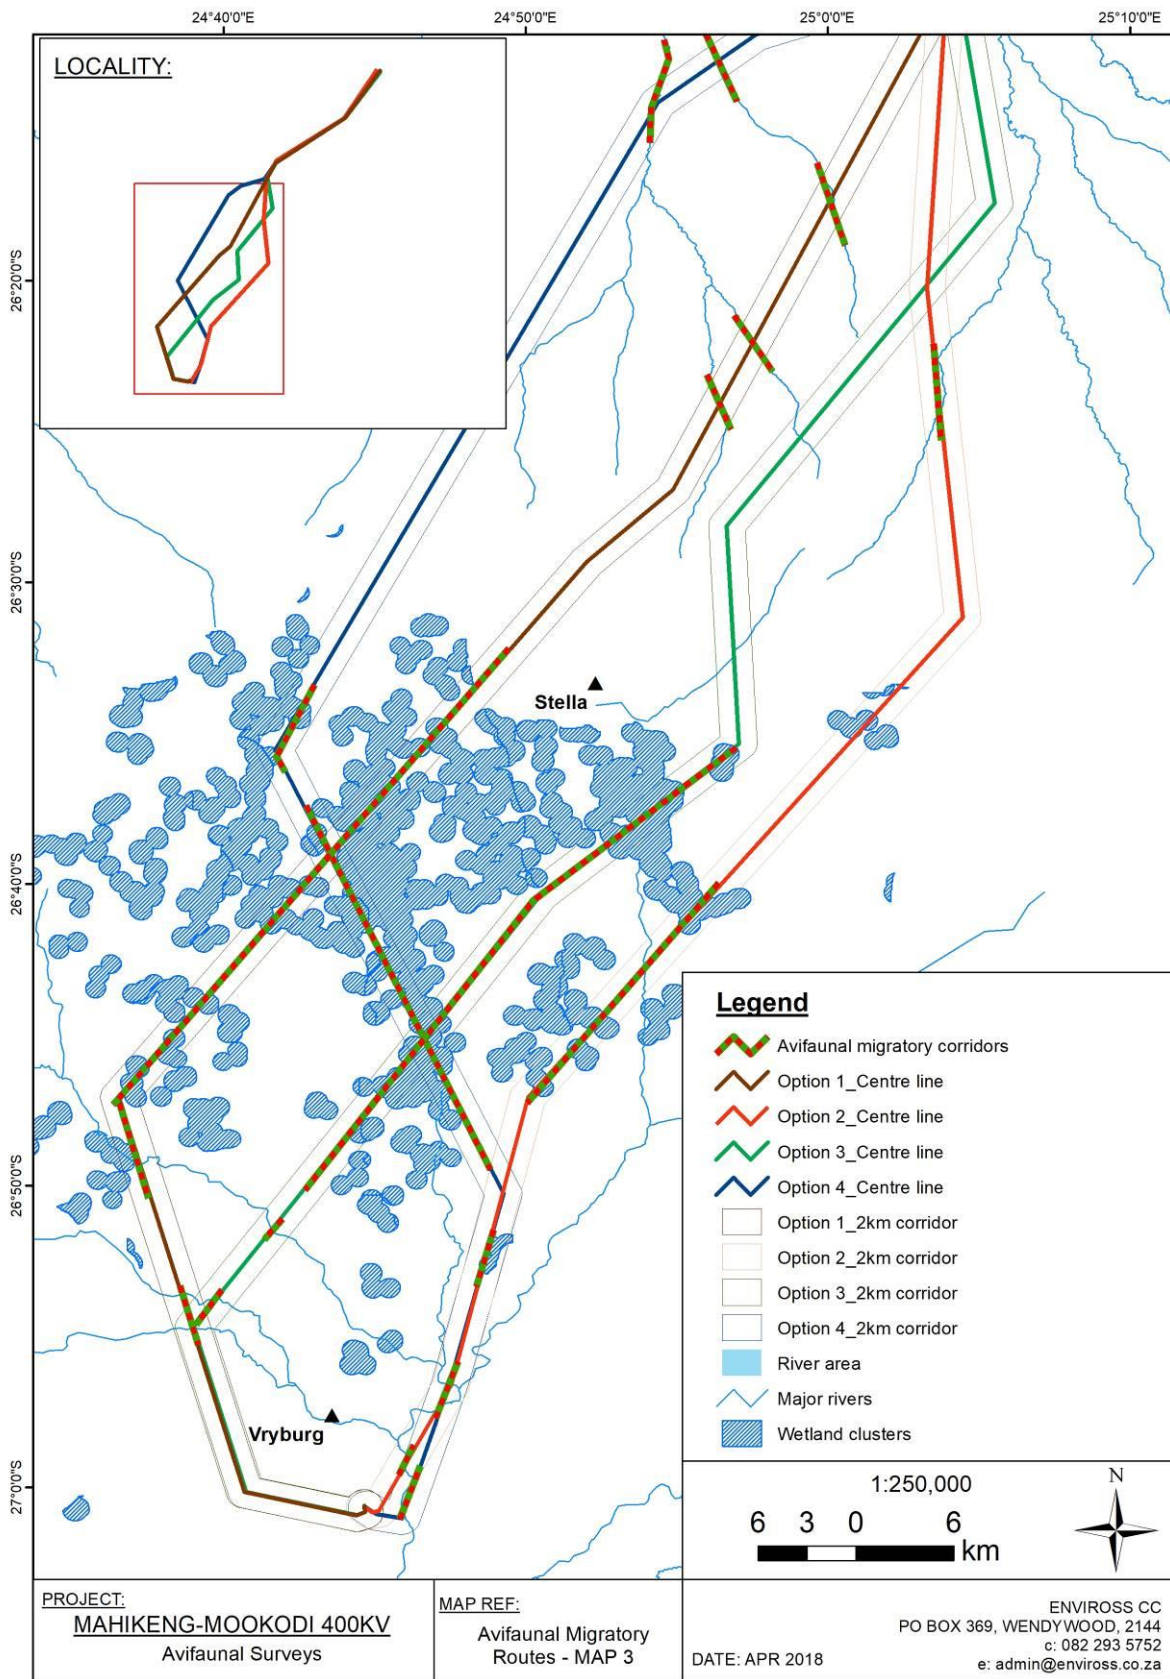 24°40'0"E
24°50'0"E
25°0'0"E
25°10'0"E
LOCALITY:
26°20'0"S
26°30'0"S
26°40'0"S
26°50'0"S
27°0'0"S
Stella
Vryburg
Legend
Avifaunal migratory corridors
Option 1_Centre line
Option 2_Centre line
Option 3_Centre line
Option 4_Centre line
Option 1_2km corridor
Option 2_2km corridor
Option 3_2km corridor
Option 4_2km corridor
River area
Major rivers
Wetland clusters
1:250,000
6 3 0 6
km
N
PROJECT:
MAHIKENG-MOOKODI 400KV
Avifaunal Surveys
MAP REF:
Avifaunal Migratory
Routes - MAP 3
DATE: APR 2018
ENVIROSS CC
PO BOX 369, WENDYWOOD, 2144
c: 082 293 5752
e: admin@enviross.co.za